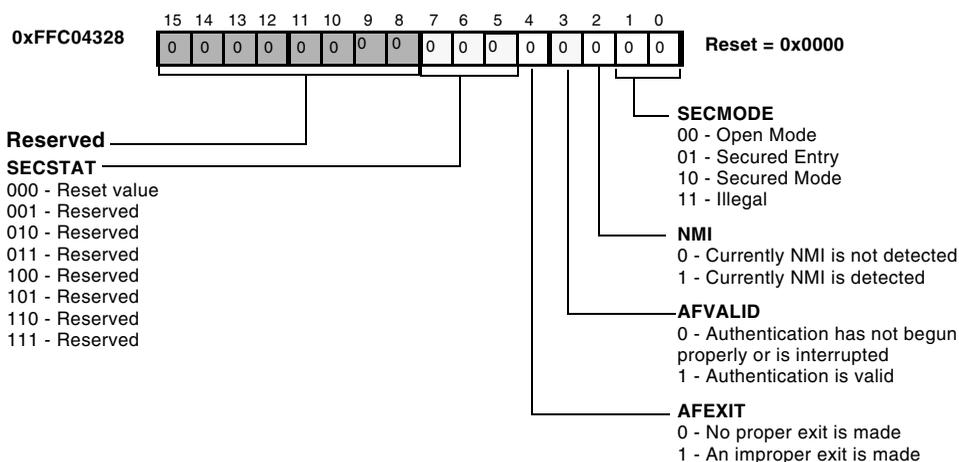 15 14 13 12 11 10 9 8 7 6 5 4 3 2 1 0
0xFFC04328
0 0 0 0 0 0 0 0 0 0 0 0 0 0 0 0
Reset = 0x0000
Reserved
SECSTAT
000 - Reset value
001 - Reserved
010 - Reserved
011 - Reserved
100 - Reserved
101 - Reserved
110 - Reserved
111 - Reserved
SECMODE
00 - Open Mode
01 - Secured Entry
10 - Secured Mode
11 - Illegal
NMI
0 - Currently NMI is not detected
1 - Currently NMI is detected
AFVALID
0 - Authentication has not begun
properly or is interrupted
1 - Authentication is valid
AFEXIT
0 - No proper exit is made
1 - An improper exit is made